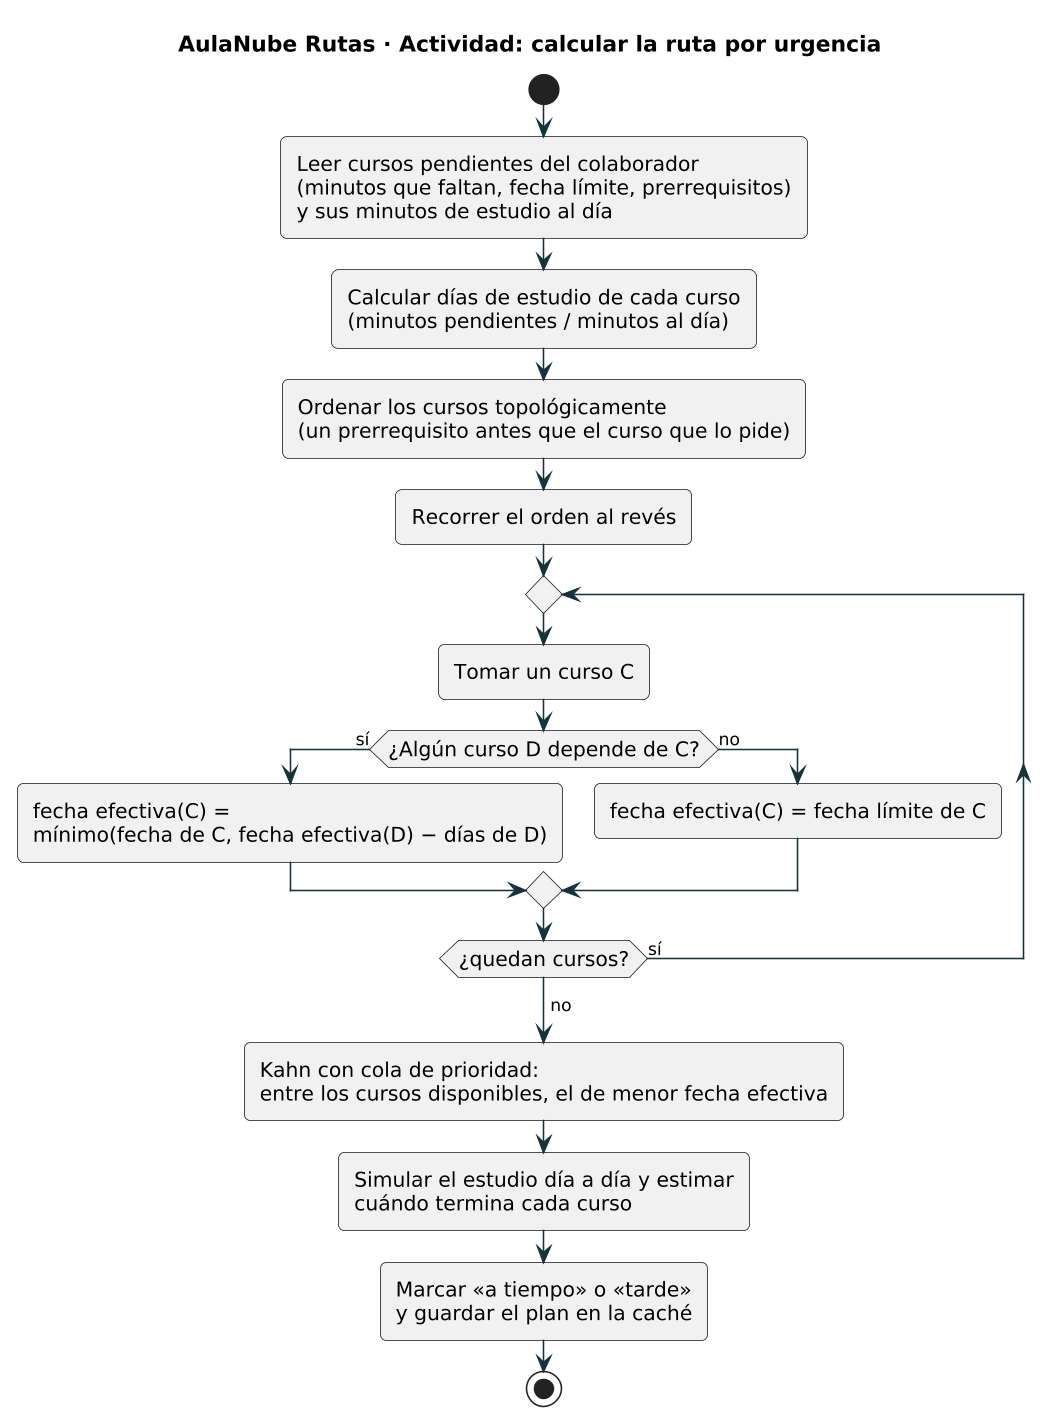 AulaNube Rutas · Actividad: calcular la ruta por urgencia
Leer cursos pendientes del colaborador
(minutos que faltan, fecha límite, prerrequisitos)
y sus minutos de estudio al día
Calcular días de estudio de cada curso
(minutos pendientes / minutos al día)
Ordenar los cursos topológicamente
(un prerrequisito antes que el curso que lo pide)
Recorrer el orden al revés
Tomar un curso C
sí
¿Algún curso D depende de C?
no
fecha efectiva(C) =
mínimo(fecha de C, fecha efectiva(D) − días de D)
fecha efectiva(C) = fecha límite de C
¿quedan cursos?
sí
no
Kahn con cola de prioridad:
entre los cursos disponibles, el de menor fecha efectiva
Simular el estudio día a día y estimar
cuándo termina cada curso
Marcar «a tiempo» o «tarde»
y guardar el plan en la caché